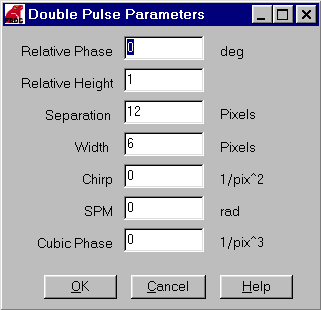 FROG Double Pulse Parameters
Relative Phase 0 deg
Relative Height 1
Separation 12 Pixels
Width 6 Pixels
Chirp 0 1/pix^2
SPM 0 rad
Cubic Phase 0 1/pix^3
OK Cancel Help